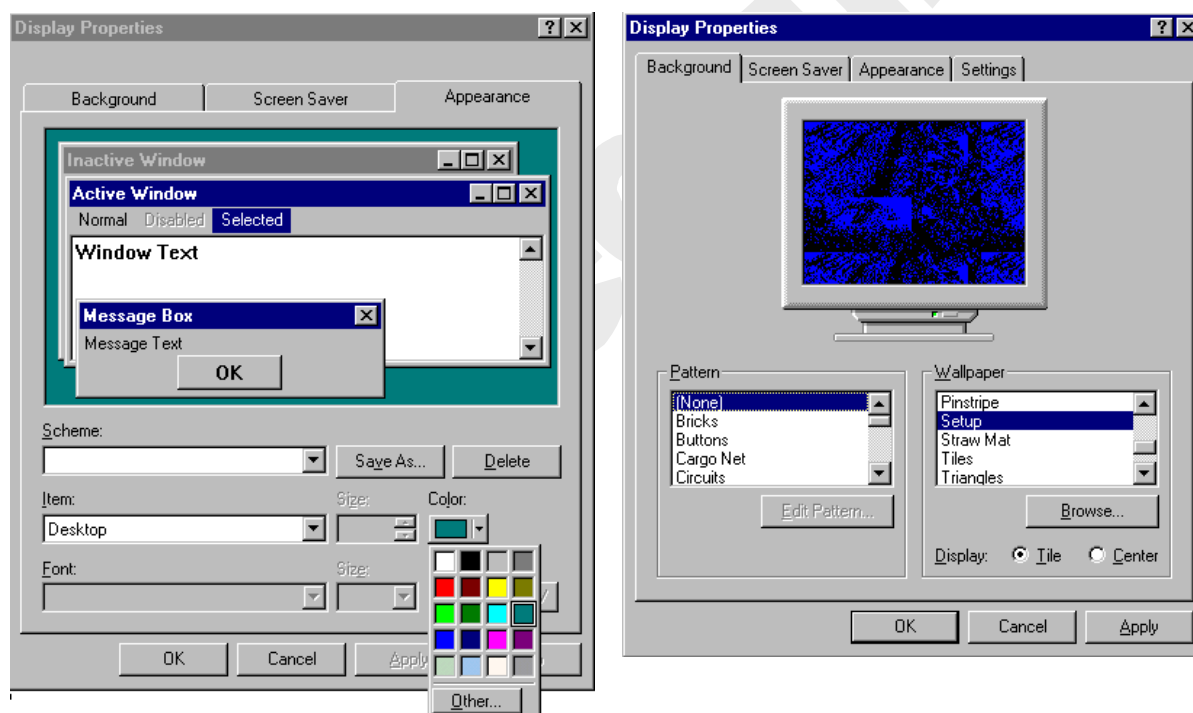 Display Properties
Background Screen Saver Appearance
Inactive Window
Active Window
Normal Disabled Selected
Window Text
Message Box
Message Text
OK
Scheme:
Save As... Delete
Item: Size: Color:
Desktop
Font: Size:
OK Cancel Apply
Other...
Display Properties
Background Screen Saver Appearance Settings
Pattern
(None)
Bricks
Buttons
Cargo Net
Circuits
Edit Pattern...
Wallpaper
Pinstripe
Setup
Straw Mat
Tiles
Triangles
Browse...
Display: Tile Center
OK Cancel Apply